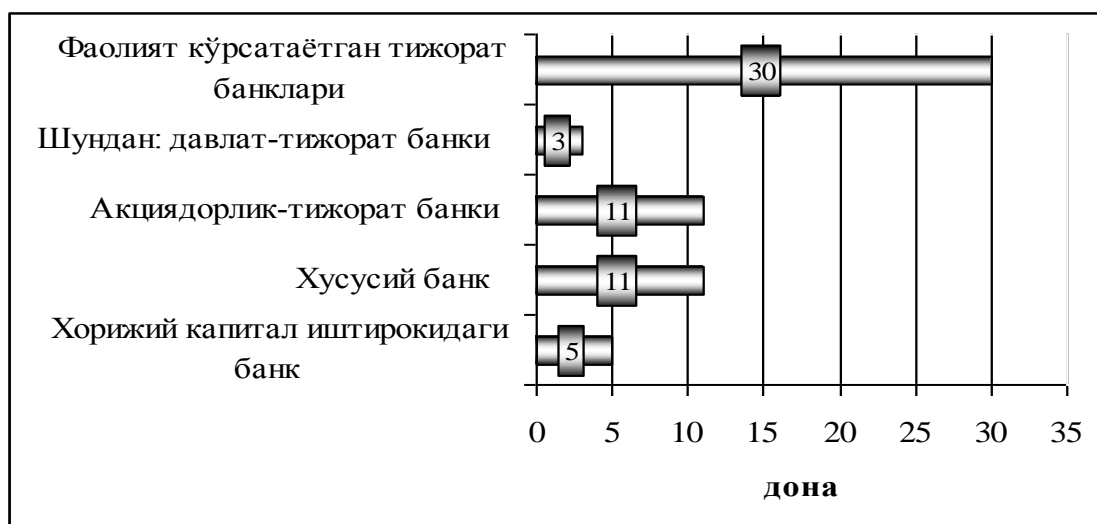 Фаолият кўрсатаётган тижорат
банклари
30
Шундан: давлат-тижорат банки
3
Акциядорлик-тижорат банки
11
Хусусий банк
11
Хорижий капитал иштирокидаги
банк
5
0 5 10 15 20 25 30 35
дона